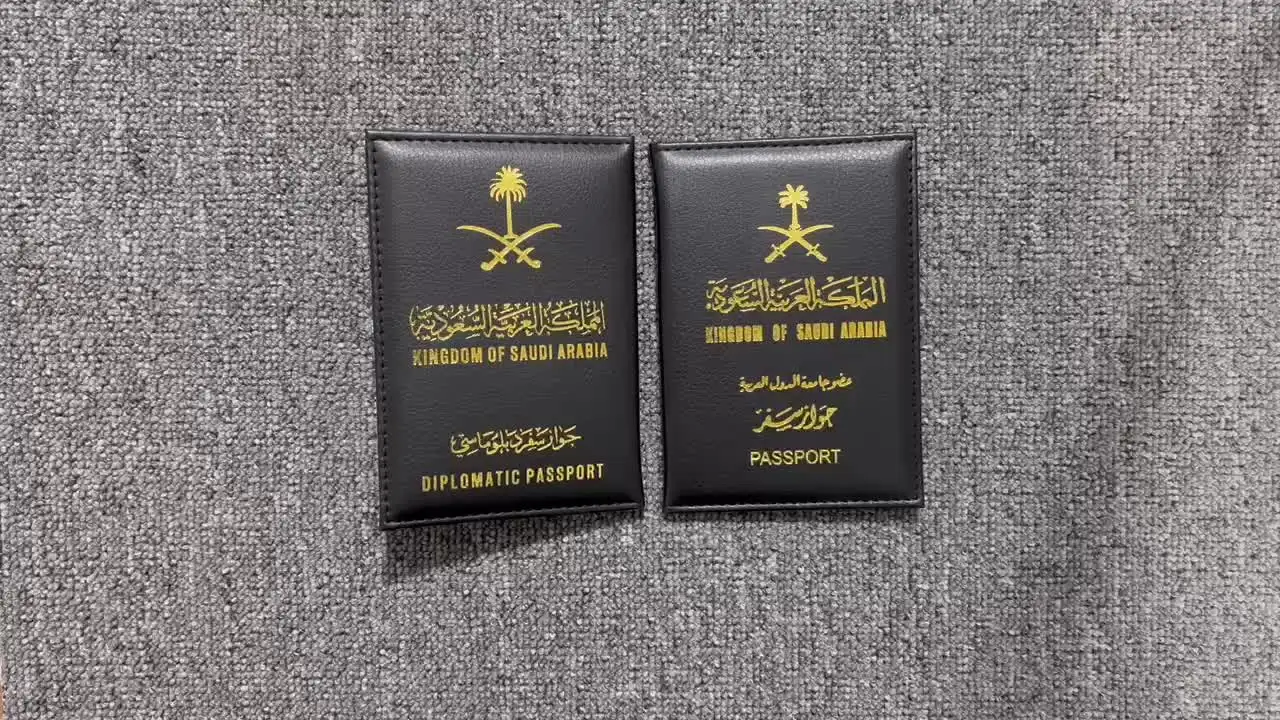 المملكة العربية السعودية
KINGDOM OF SAUDI ARABIA
جواز سفر دبلوماسي
DIPLOMATIC PASSPORT
المملكة العربية السعودية
KINGDOM OF SAUDI ARABIA
عضو جامعة الدول العربية
جواز سفر
PASSPORT